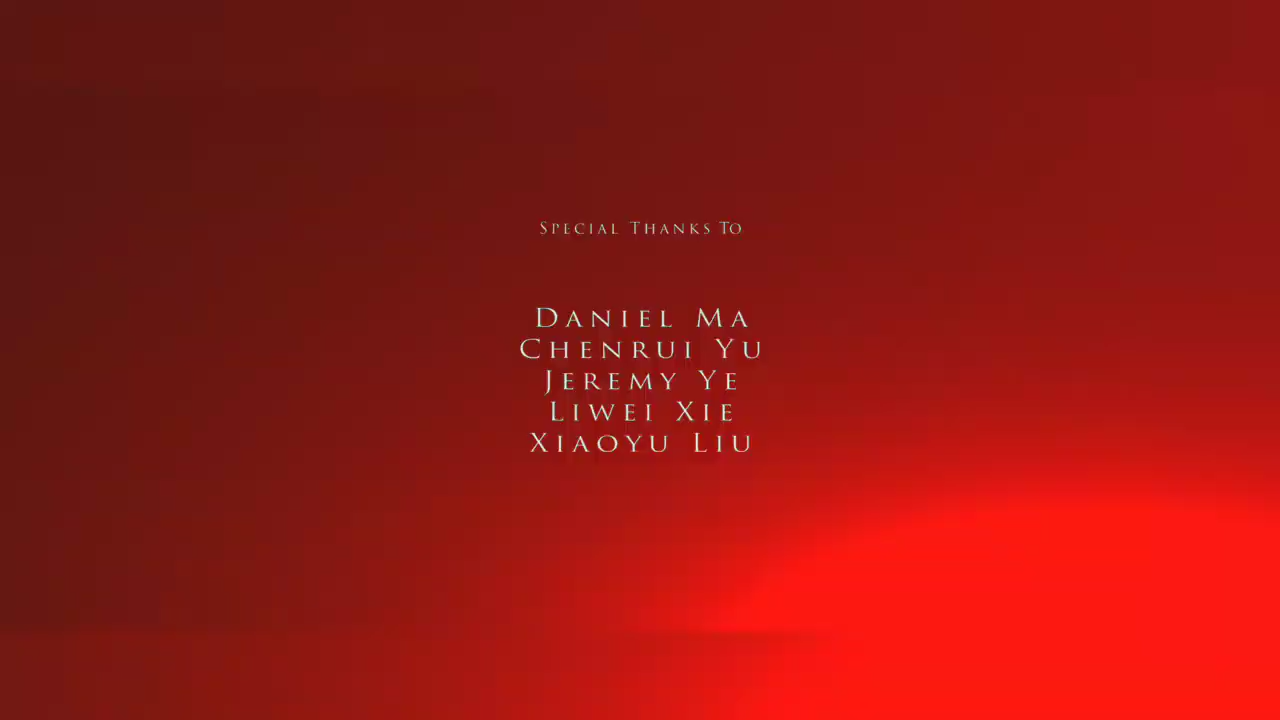 Special Thanks To
Daniel Ma
Chenrui Yu
Jeremy Ye
Liwei Xie
Xiaoyu Liu